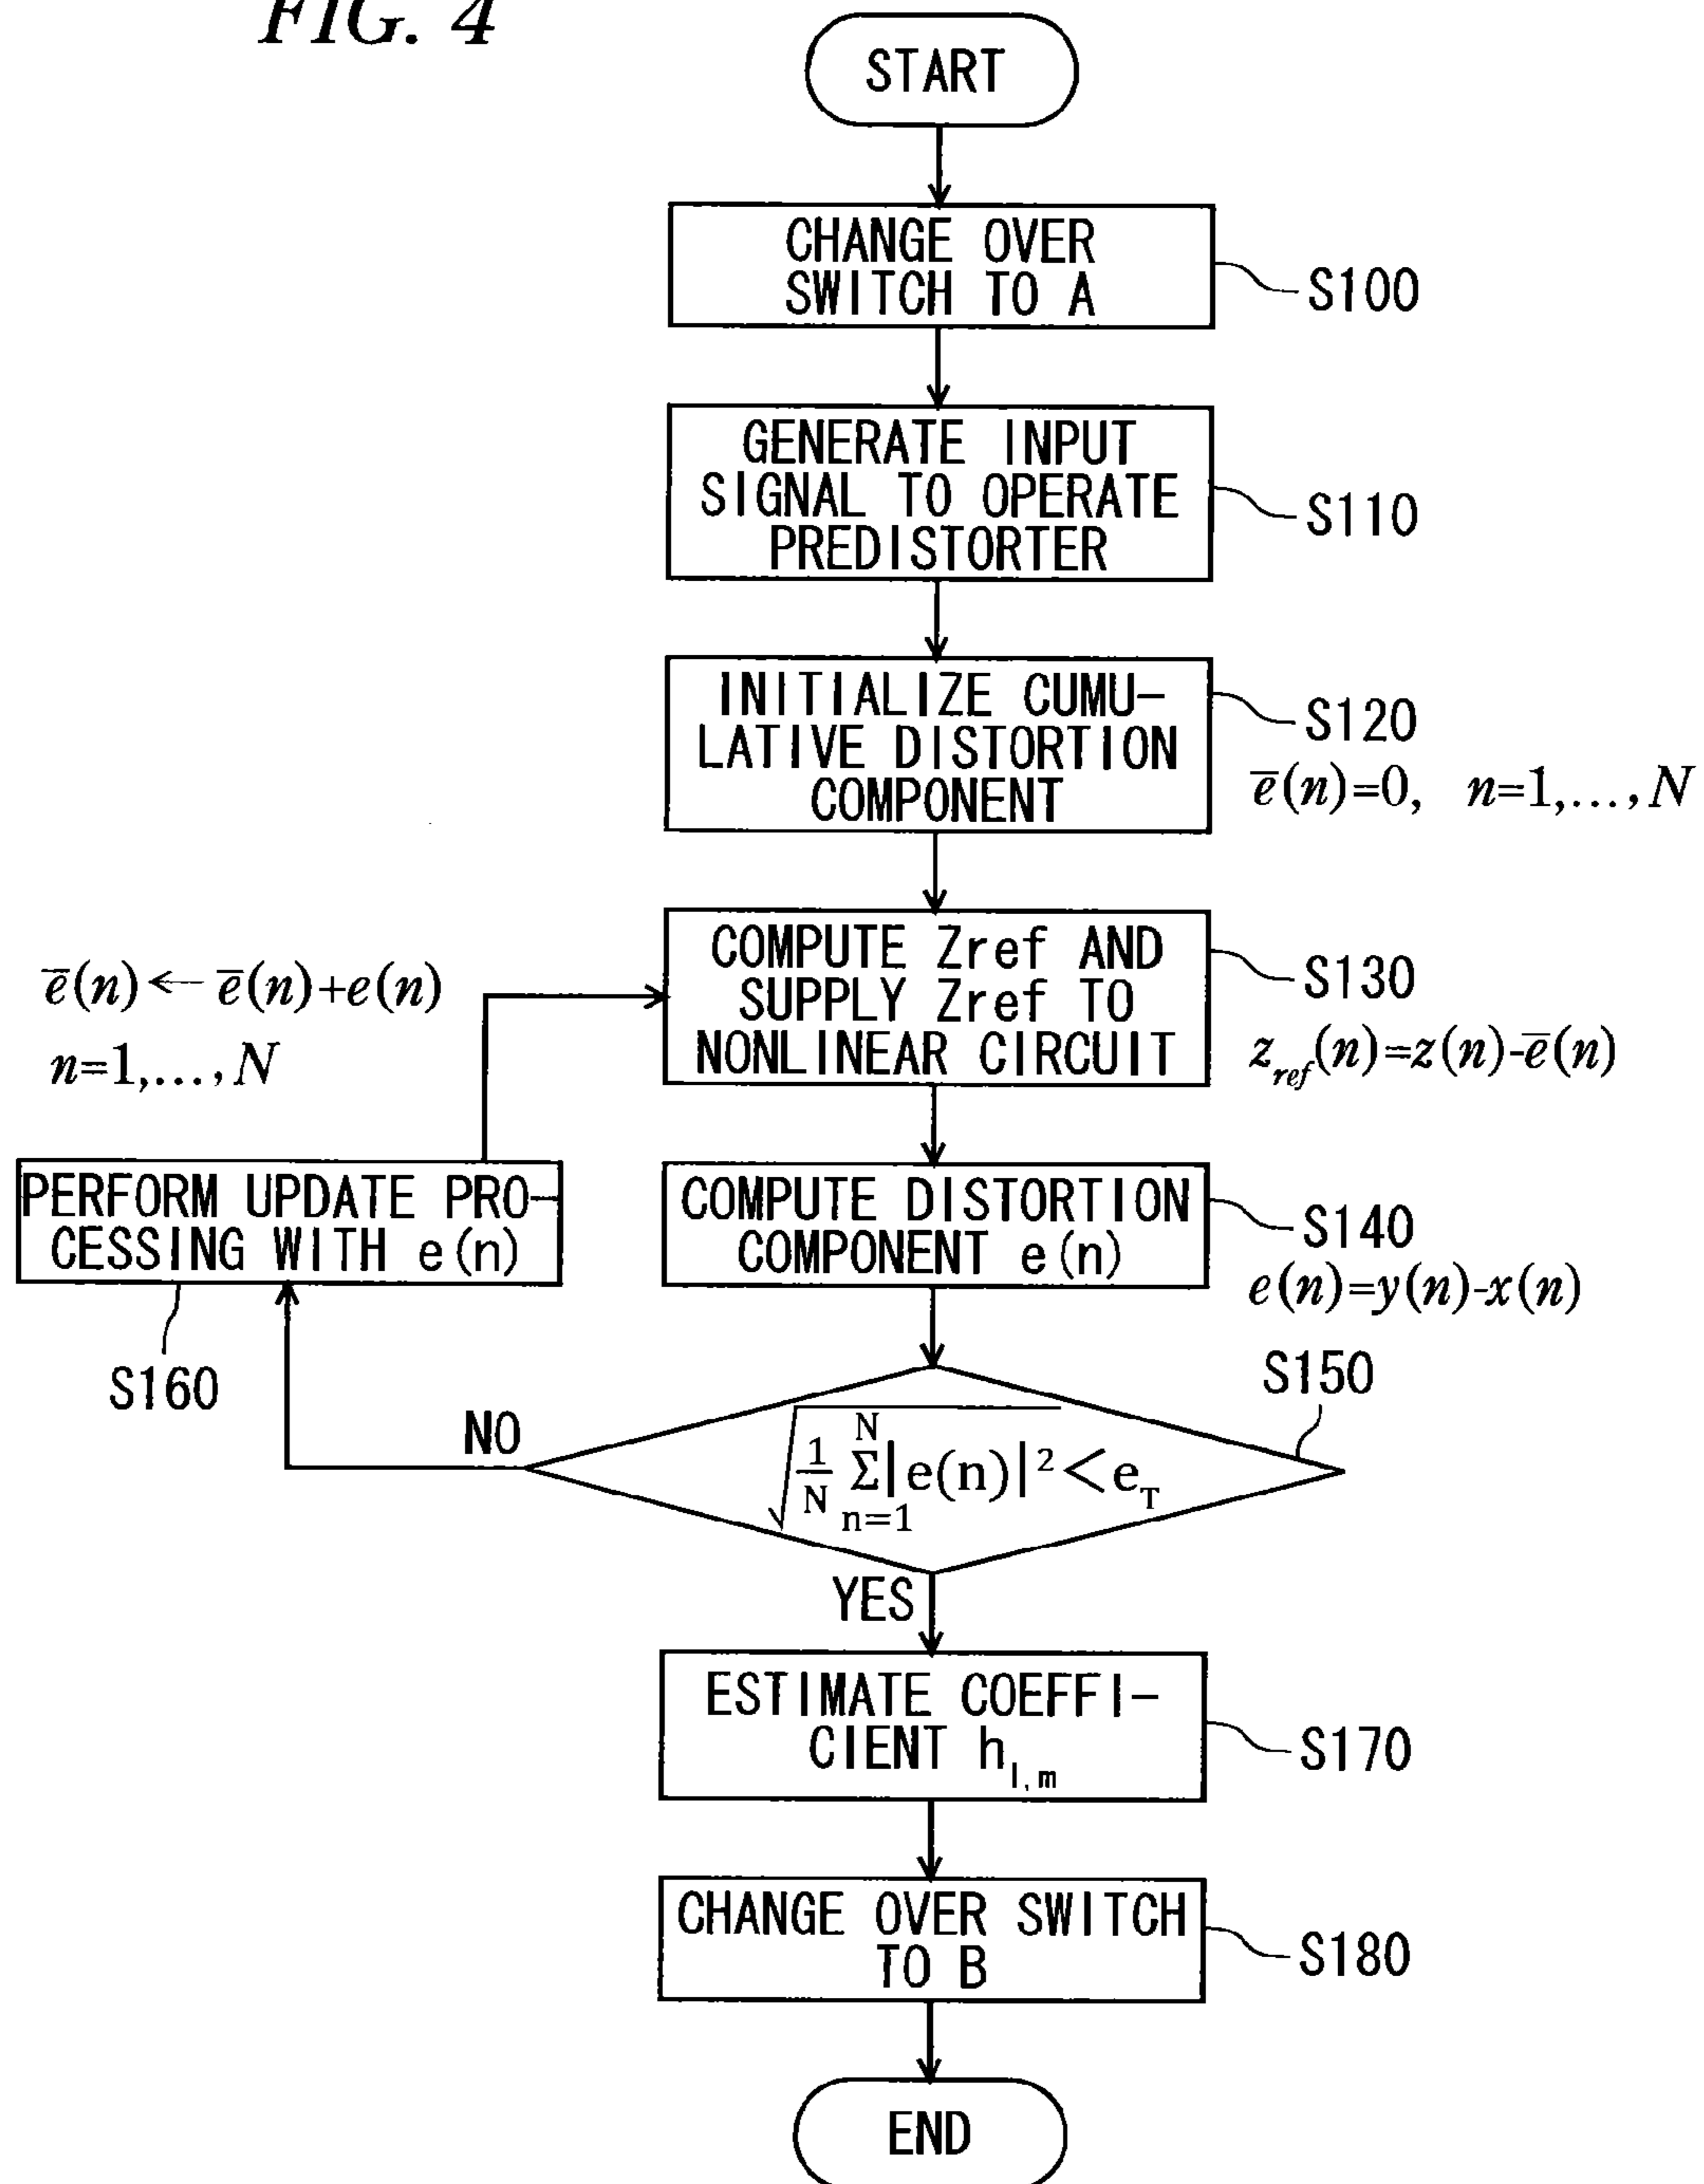 FIG. 4
START
CHANGE OVER
SWITCH TO A
S100
GENERATE INPUT
SIGNAL TO OPERATE
PREDISTORTER
S110
INITIALIZE CUMU-
LATIVE DISTORTION
COMPONENT
S120
e̅(n)=0, n=1,...,N
COMPUTE Zref AND
SUPPLY Zref TO
NONLINEAR CIRCUIT
S130
z_ref(n)=z(n)-e̅(n)
e̅(n)← e̅(n)+e(n)
n=1,...,N
PERFORM UPDATE PRO-
CESSING WITH e(n)
S160
COMPUTE DISTORTION
COMPONENT e(n)
S140
e(n)=y(n)-x(n)
S150
NO
√(1/N Σ_{n=1}^{N}|e(n)|²)<e_T
YES
ESTIMATE COEFFI-
CIENT h_l,m
S170
CHANGE OVER SWITCH
TO B
S180
END